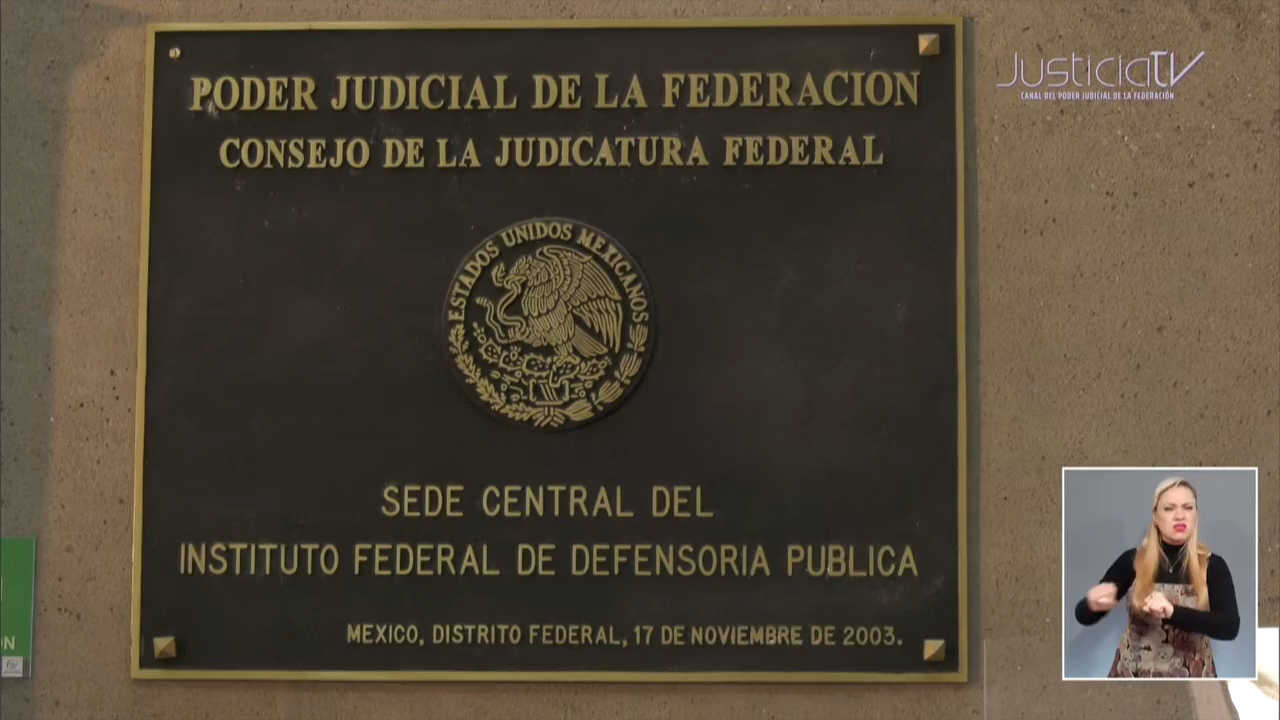 PODER JUDICIAL DE LA FEDERACION
CONSEJO DE LA JUDICATURA FEDERAL
ESTADOS UNIDOS MEXICANOS
SEDE CENTRAL DEL
INSTITUTO FEDERAL DE DEFENSORIA PUBLICA
MEXICO, DISTRITO FEDERAL, 17 DE NOVIEMBRE DE 2003.
JUSTICIATV
CANAL DEL PODER JUDICIAL DE LA FEDERACIÓN